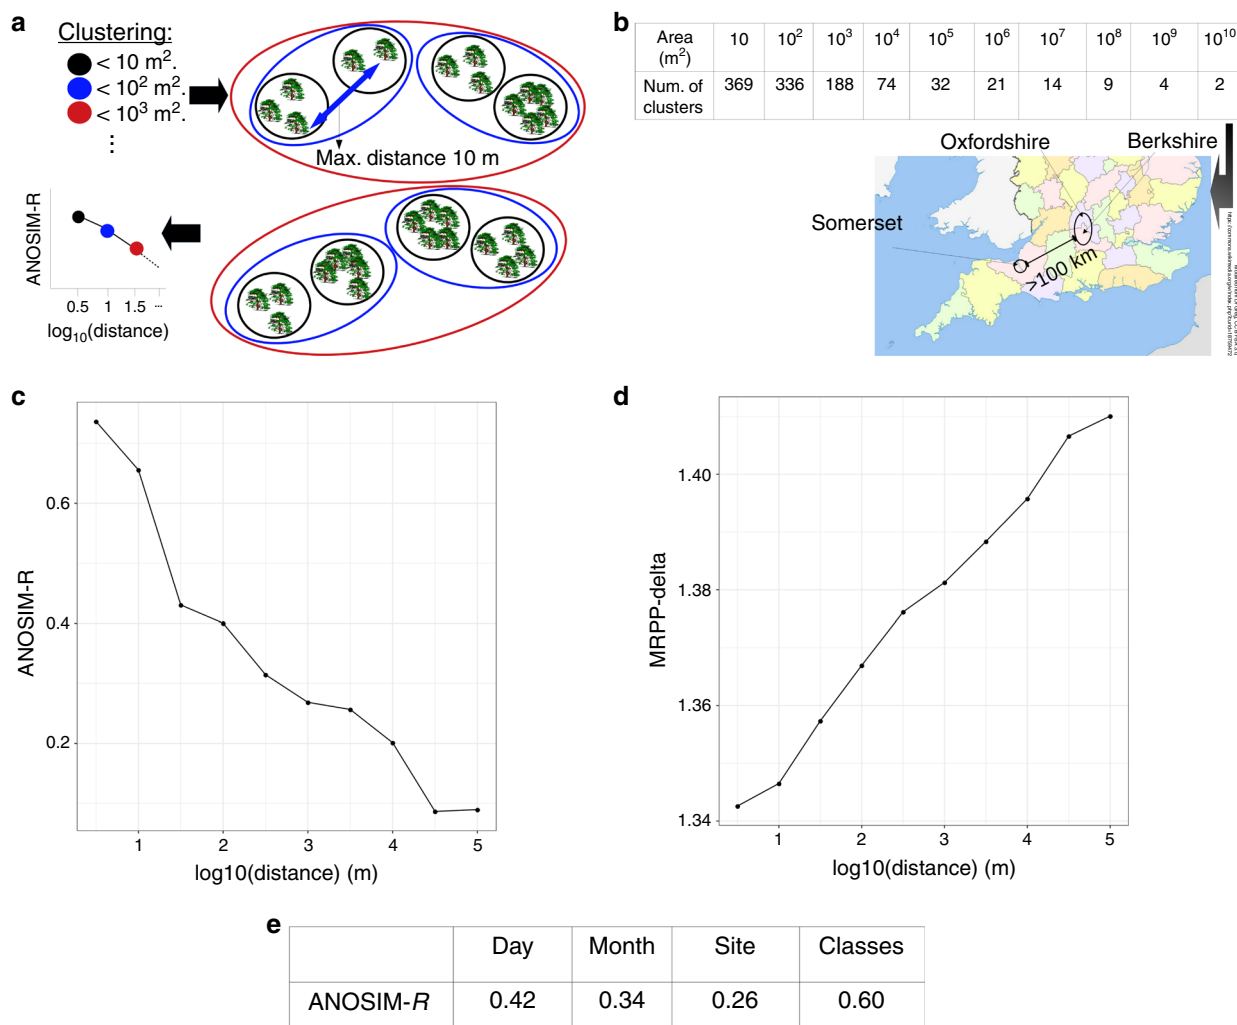 a
Clustering:
< 10 m².
< 10² m².
< 10³ m².
⋮
Max. distance 10 m
ANOSIM-R
0.5 1 1.5 ...
log₁₀(distance)
b
Area (m²) 10 10² 10³ 10⁴ 10⁵ 10⁶ 10⁷ 10⁸ 10⁹ 10¹⁰
Num. of clusters 369 336 188 74 32 21 14 9 4 2
Oxfordshire
Berkshire
Somerset
>100 km
c
ANOSIM-R
0.6
0.4
0.2
1 2 3 4 5
log10(distance) (m)
d
MRPP-delta
1.40
1.38
1.36
1.34
1 2 3 4 5
log10(distance) (m)
e
Day Month Site Classes
ANOSIM-R 0.42 0.34 0.26 0.60